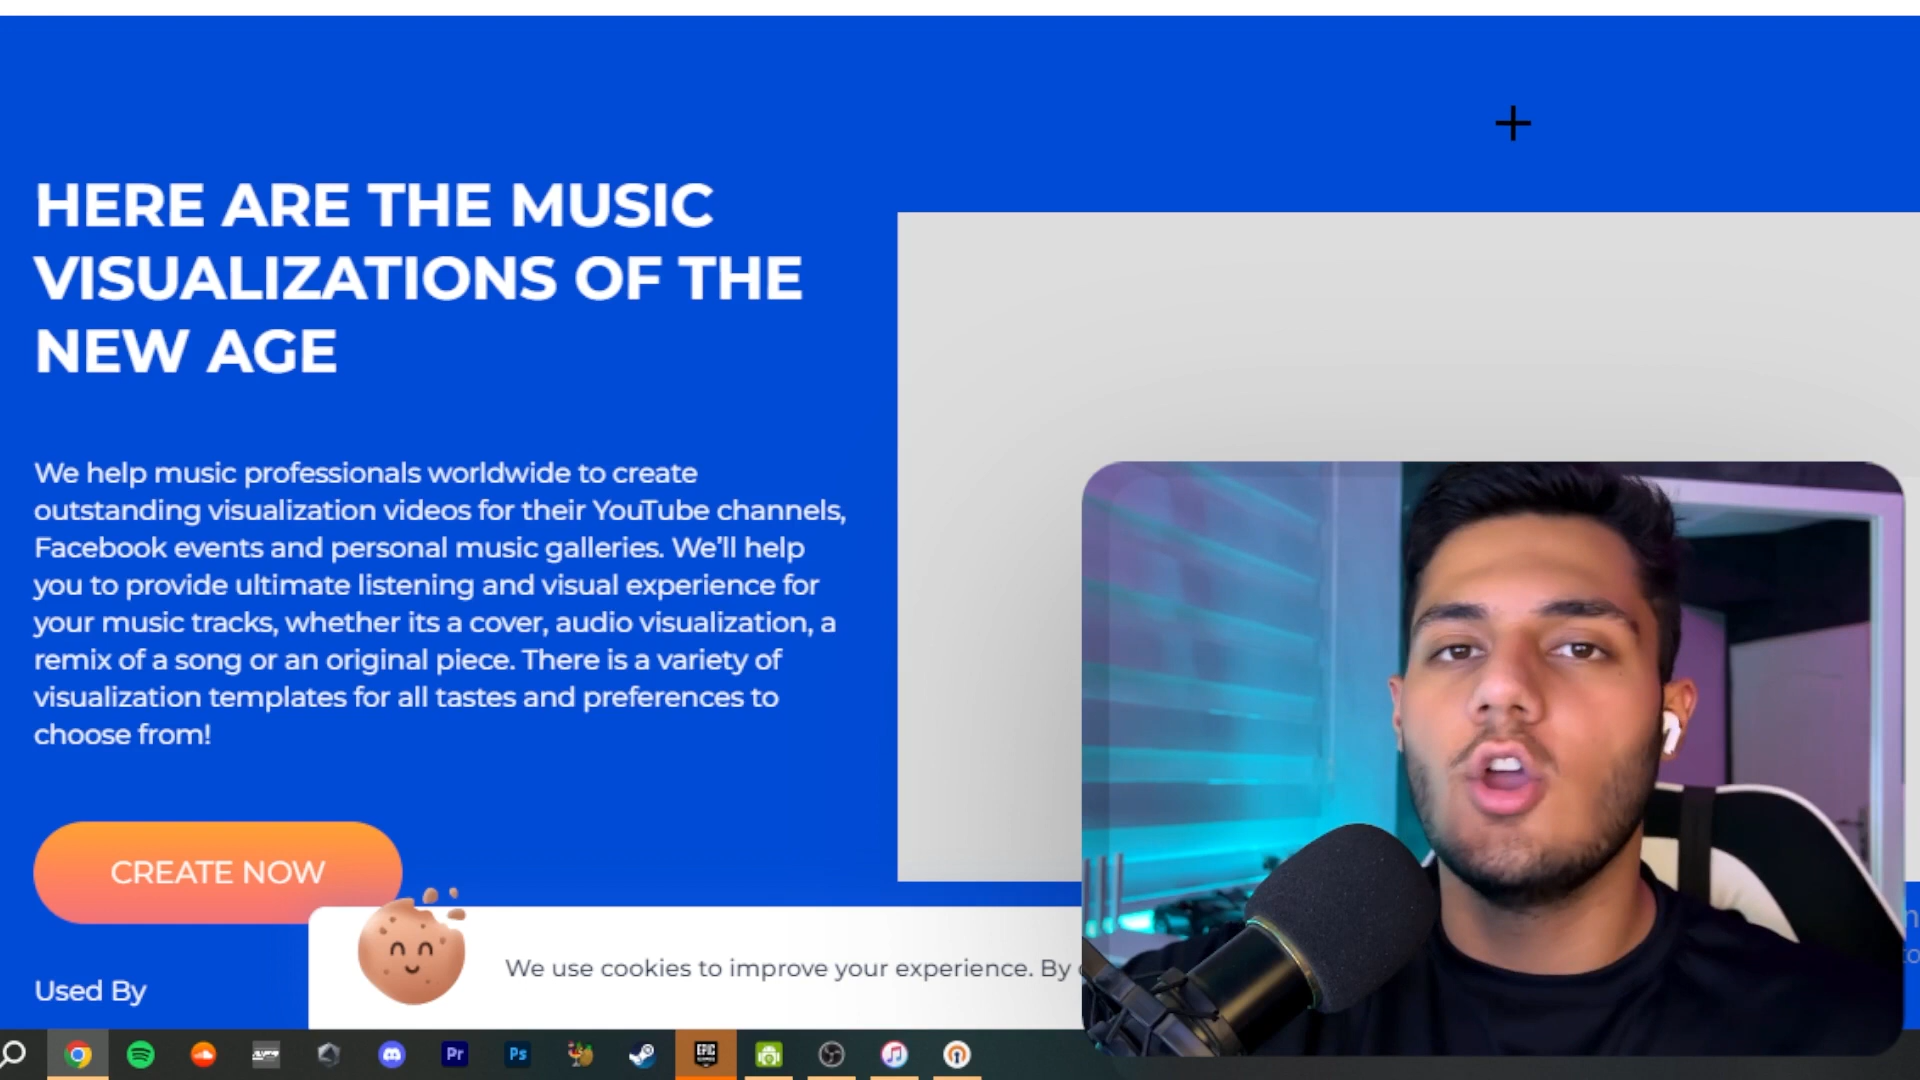 HERE ARE THE MUSIC
VISUALIZATIONS OF THE
NEW AGE
We help music professionals worldwide to create
outstanding visualization videos for their YouTube channels,
Facebook events and personal music galleries. We'll help
you to provide ultimate listening and visual experience for
your music tracks, whether its a cover, audio visualization, a
remix of a song or an original piece. There is a variety of
visualization templates for all tastes and preferences to
choose from!
CREATE NOW
We use cookies to improve your experience. By
Used By
Pr
Ps
EPIC